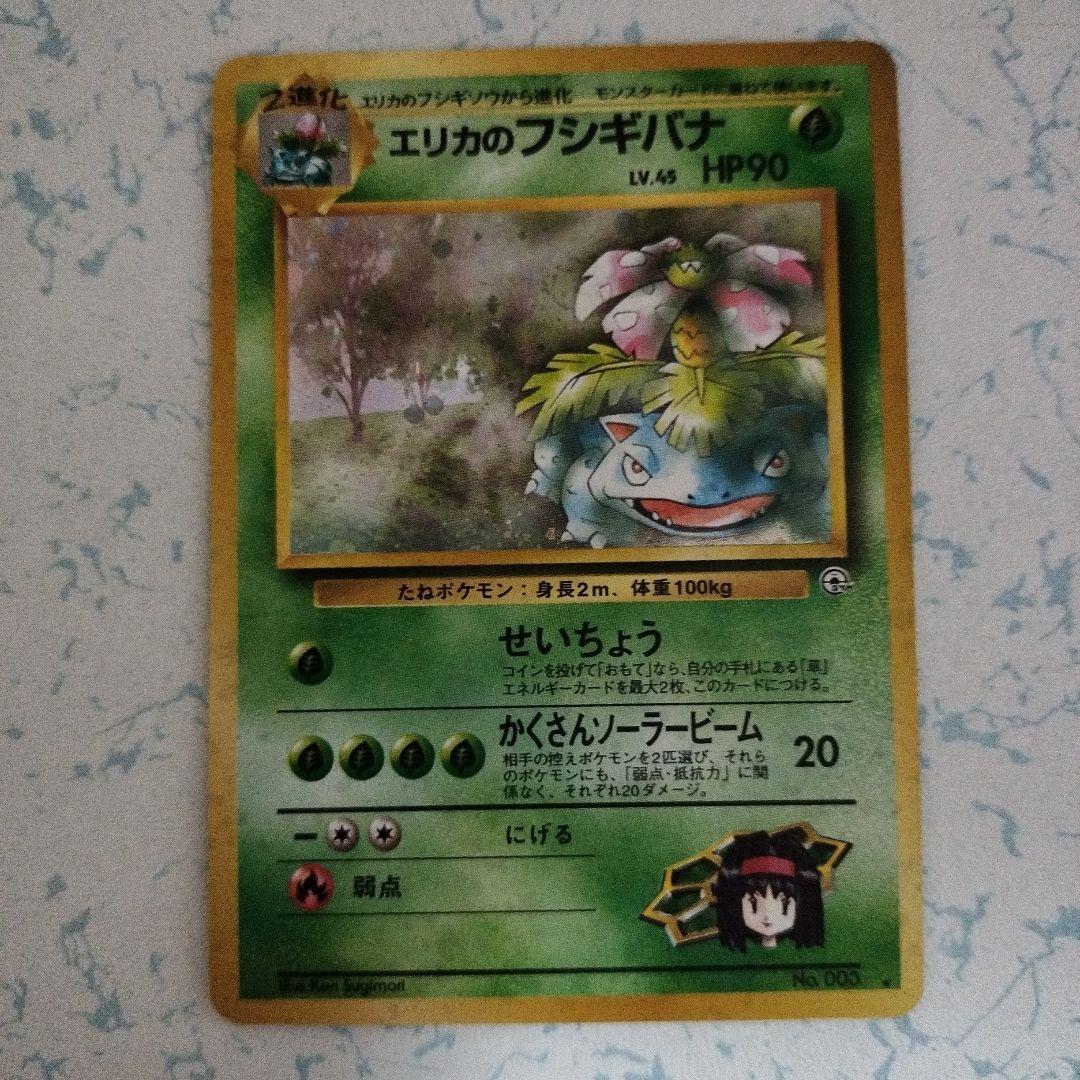 2進化 エリカのフシギソウから進化 モンスターカードに重ねて使います。
エリカのフシギバナ
LV.45 HP90
たねポケモン：身長2m、体重100kg
せいちょう
コインを投げて「おもて」なら、自分の手札にある『草』
エネルギーカードを最大2枚、このカードにつける。
かくさんソーラービーム 20
相手の控えポケモンを2匹選び、それら
のポケモンにも、「弱点・抵抗力」に関
係なく、それぞれ20ダメージ。
にげる
弱点
Illus. Ken Sugimori No. 003